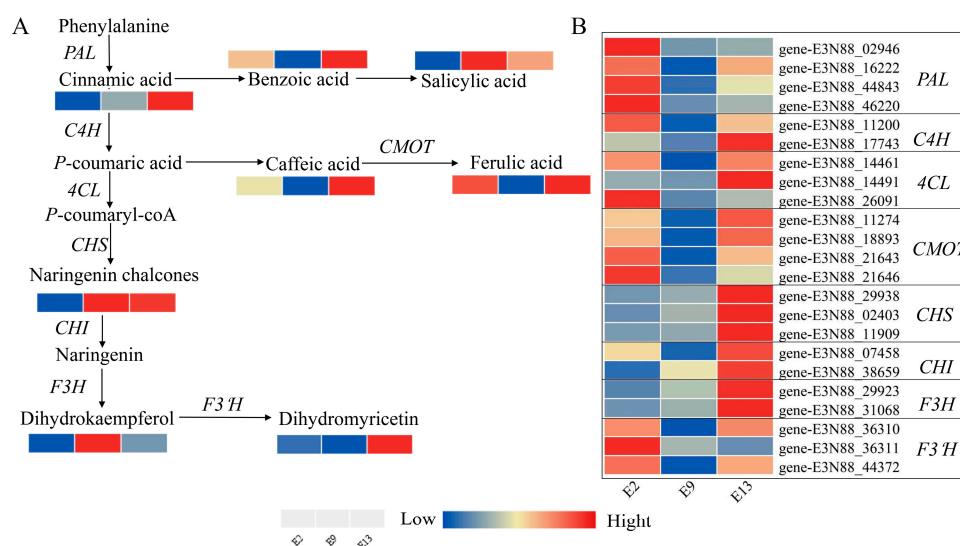 A
Phenylalanine
PAL
Cinnamic acid
Benzoic acid
Salicylic acid
C4H
P-coumaric acid
Caffeic acid
CMOT
Ferulic acid
4CL
P-coumaryl-coA
CHS
Naringenin chalcones
CHI
Naringenin
F3H
Dihydrokaempferol
F3'H
Dihydromyricetin
E2 E9 E13
Low
Hight
B
gene-E3N88_02946
gene-E3N88_16222
gene-E3N88_44843
gene-E3N88_46220
PAL
gene-E3N88_11200
gene-E3N88_17743
C4H
gene-E3N88_14461
gene-E3N88_14491
gene-E3N88_26091
4CL
gene-E3N88_11274
gene-E3N88_18893
gene-E3N88_21643
gene-E3N88_21646
CMOT
gene-E3N88_29938
gene-E3N88_02403
gene-E3N88_11909
CHS
gene-E3N88_07458
gene-E3N88_38659
CHI
gene-E3N88_29923
gene-E3N88_31068
F3H
gene-E3N88_36310
gene-E3N88_36311
gene-E3N88_44372
F3'H
E2 E9 E13